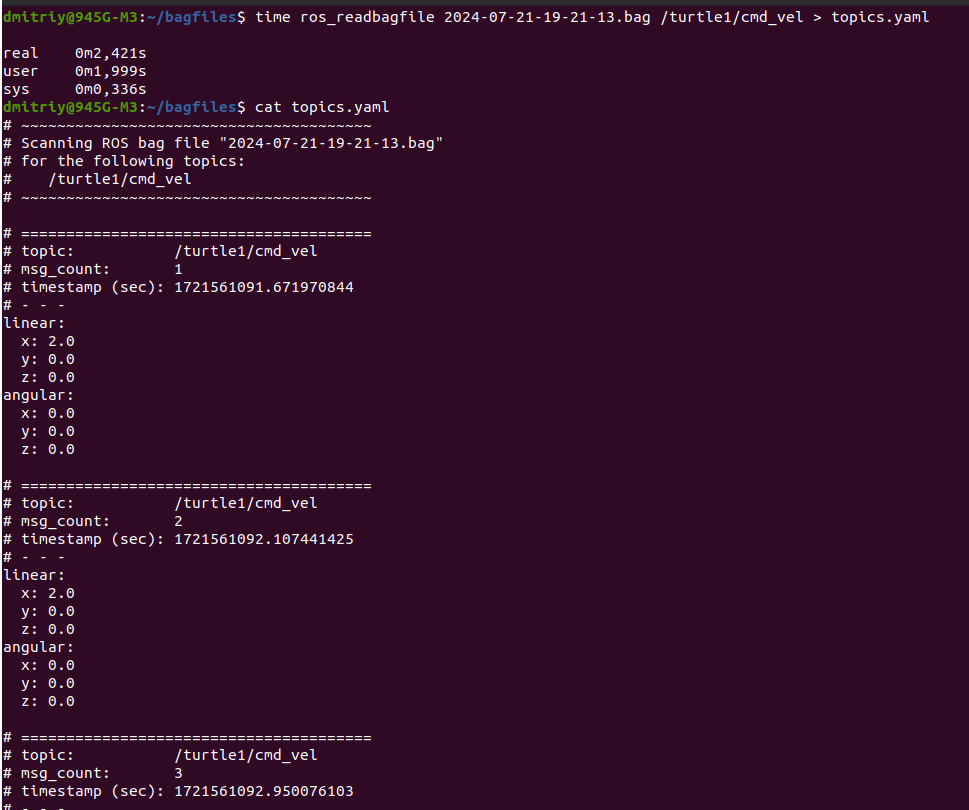 dmitriy@945G-M3:~/bagfiles$ time ros_readbagfile 2024-07-21-19-21-13.bag /turtle1/cmd_vel > topics.yaml
real    0m2,421s
user    0m1,999s
sys     0m0,336s
dmitriy@945G-M3:~/bagfiles$ cat topics.yaml
# ~~~~~~~~~~~~~~~~~~~~~~~~~~~~~~~~~~~~~~~
# Scanning ROS bag file "2024-07-21-19-21-13.bag"
# for the following topics:
#    /turtle1/cmd_vel
# ~~~~~~~~~~~~~~~~~~~~~~~~~~~~~~~~~~~~~~~
# =======================================
# topic:           /turtle1/cmd_vel
# msg_count:       1
# timestamp (sec): 1721561091.671970844
# - - -
linear:
  x: 2.0
  y: 0.0
  z: 0.0
angular:
  x: 0.0
  y: 0.0
  z: 0.0
# =======================================
# topic:           /turtle1/cmd_vel
# msg_count:       2
# timestamp (sec): 1721561092.107441425
# - - -
linear:
  x: 2.0
  y: 0.0
  z: 0.0
angular:
  x: 0.0
  y: 0.0
  z: 0.0
# =======================================
# topic:           /turtle1/cmd_vel
# msg_count:       3
# timestamp (sec): 1721561092.950076103
# - - -